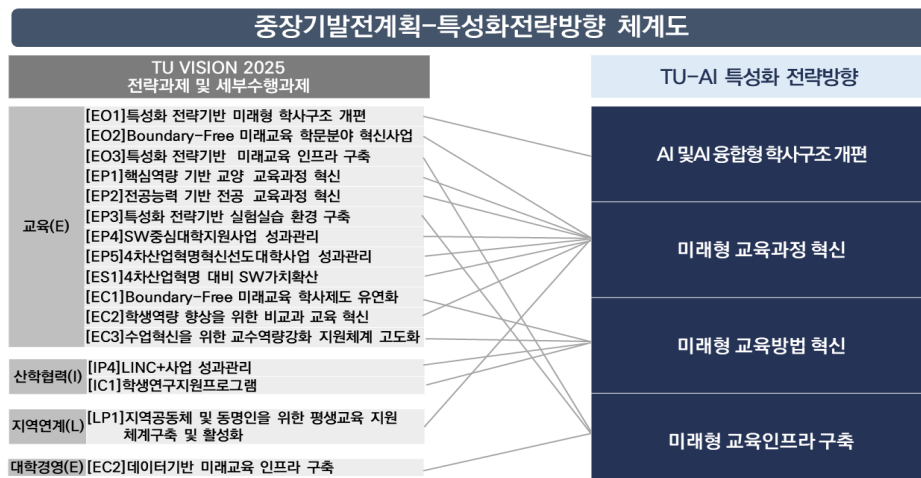 중장기발전계획-특성화전략방향 체계도
TU VISION 2025
전략과제 및 세부수행과제
TU-AI 특성화 전략방향
교육(E)
[EO1]특성화 전략기반 미래형 학사구조 개편
[EO2]Boundary-Free 미래교육 학문분야 혁신사업
[EO3]특성화 전략기반 미래교육 인프라 구축
[EP1]핵심역량 기반 교양 교육과정 혁신
[EP2]전공능력 기반 전공 교육과정 혁신
[EP3]특성화 전략기반 실험실습 환경 구축
[EP4]SW중심대학지원사업 성과관리
[EP5]4차산업혁명혁신선도대학사업 성과관리
[ES1]4차산업혁명 대비 SW가치확산
[EC1]Boundary-Free 미래교육 학사제도 유연화
[EC2]학생역량 향상을 위한 비교과 교육 혁신
[EC3]수업혁신을 위한 교수역량강화 지원체계 고도화
산학협력(I)
[IP4]LINC+사업 성과관리
[IC1]학생연구지원프로그램
지역연계(L)
[LP1]지역공동체 및 동명인을 위한 평생교육 지원
체계구축 및 활성화
대학경영(E)
[EC2]데이터기반 미래교육 인프라 구축
AI 및AI 융합형 학사구조 개편
미래형 교육과정 혁신
미래형 교육방법 혁신
미래형 교육인프라 구축